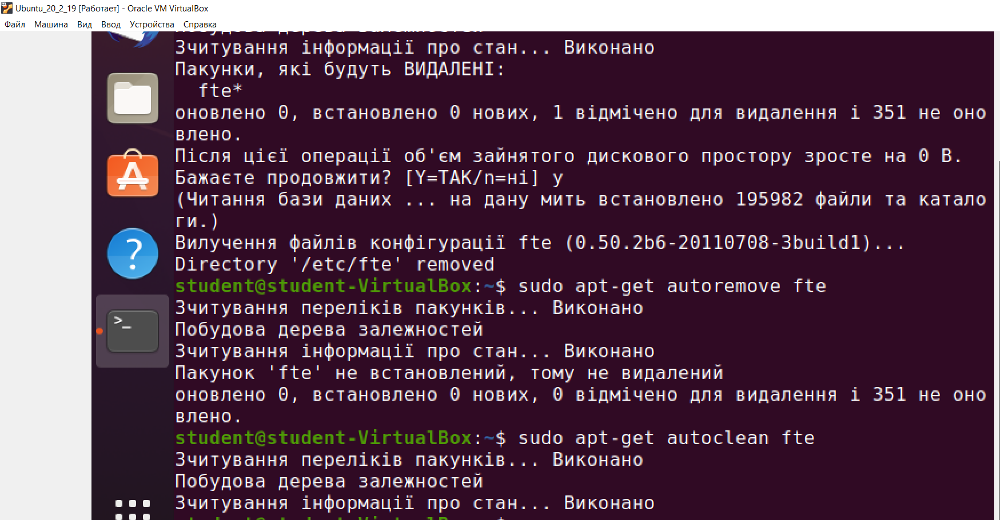 Ubuntu_20_2_19 [Работает] - Oracle VM VirtualBox
Файл Машина Вид Ввод Устройства Справка
Побудова дерева залежностей
Зчитування інформації про стан... Виконано
Пакунки, які будуть ВИДАЛЕНІ:
  fte*
оновлено 0, встановлено 0 нових, 1 відмічено для видалення і 351 не оно
влено.
Після цієї операції об'єм зайнятого дискового простору зросте на 0 B.
Бажаєте продовжити? [Y=ТАК/n=ні] y
(Читання бази даних ... на дану мить встановлено 195982 файли та катало
ги.)
Вилучення файлів конфігурації fte (0.50.2b6-20110708-3build1)...
Directory '/etc/fte' removed
student@student-VirtualBox:~$ sudo apt-get autoremove fte
Зчитування переліків пакунків... Виконано
Побудова дерева залежностей
Зчитування інформації про стан... Виконано
Пакунок 'fte' не встановлений, тому не видалений
оновлено 0, встановлено 0 нових, 0 відмічено для видалення і 351 не оно
влено.
student@student-VirtualBox:~$ sudo apt-get autoclean fte
Зчитування переліків пакунків... Виконано
Побудова дерева залежностей
Зчитування інформації про стан... Виконано